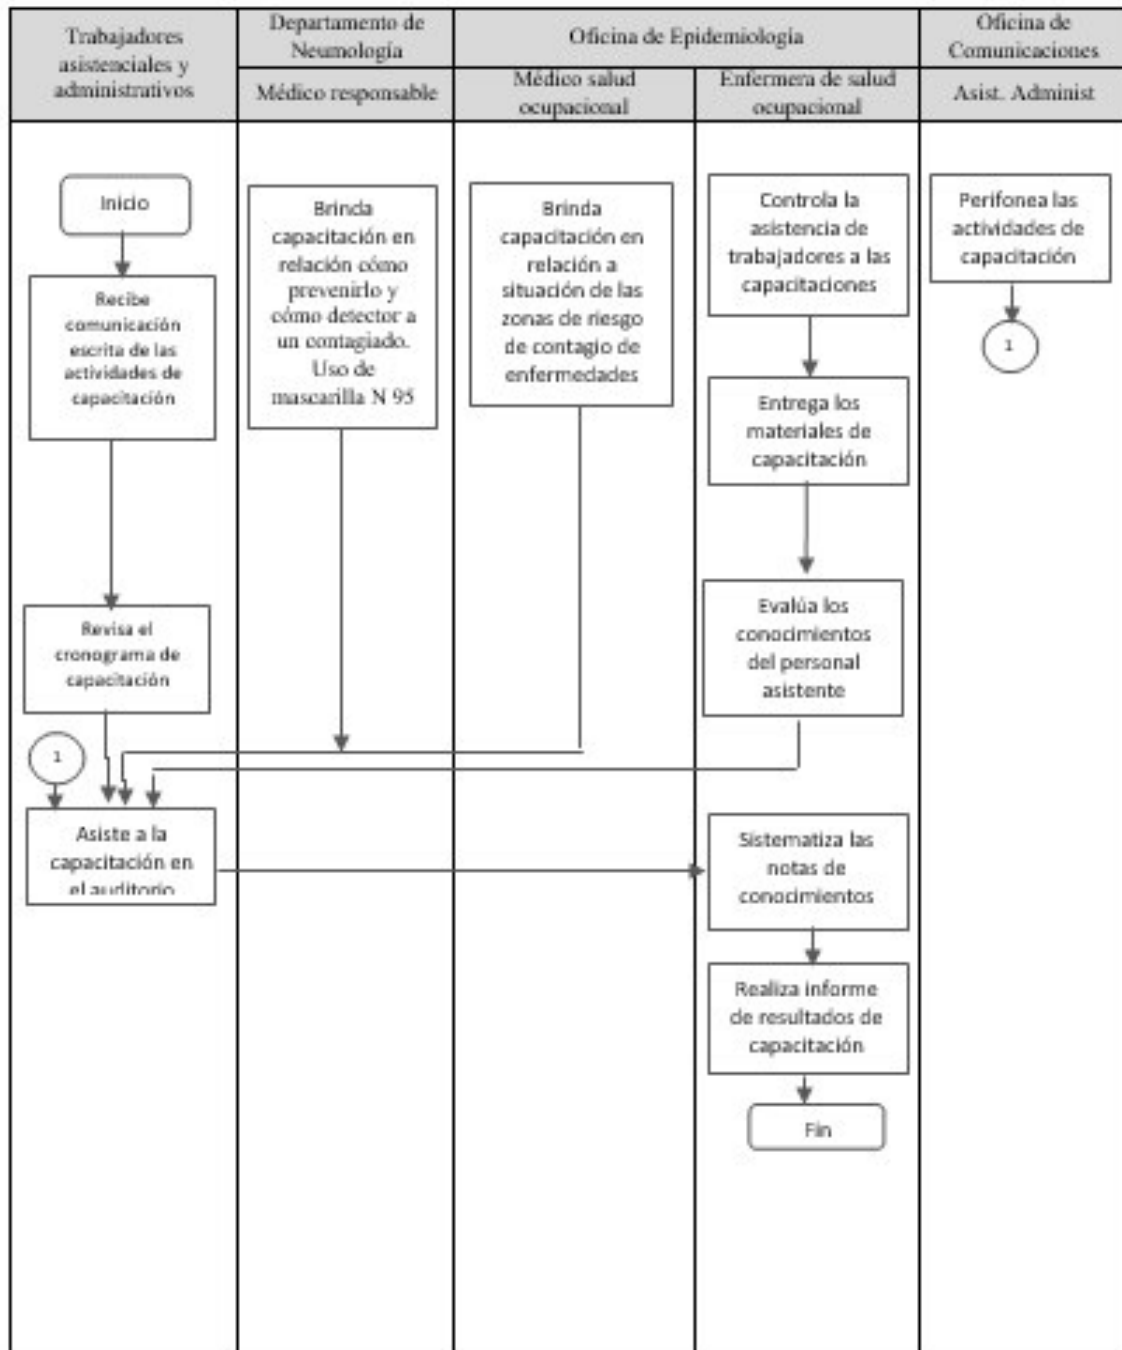 Trabajadores
asistenciales y
administrativos
Departamento de
Neumología
Oficina de Epidemiología
Oficina de
Comunicaciones
Médico responsable
Médico salud
ocupacional
Enfermera de salud
ocupacional
Asist. Administ
Inicio
Recibe
comunicación
escrita de las
actividades de
capacitación
Revisa el
cronograma de
capacitación
1
Asiste a la
capacitación en
el auditorio
Brinda
capacitación en
relación cómo
prevenirlo y
cómo detector a
un contagiado.
Uso de
mascarilla N 95
Brinda
capacitación en
relación a
situación de las
zonas de riesgo
de contagio de
enfermedades
Controla la
asistencia de
trabajadores a las
capacitaciones
Entrega los
materiales de
capacitación
Evalúa los
conocimientos
del personal
asistente
Sistematiza las
notas de
conocimientos
Realiza informe
de resultados de
capacitación
Fin
Perifonea las
actividades de
capacitación
1